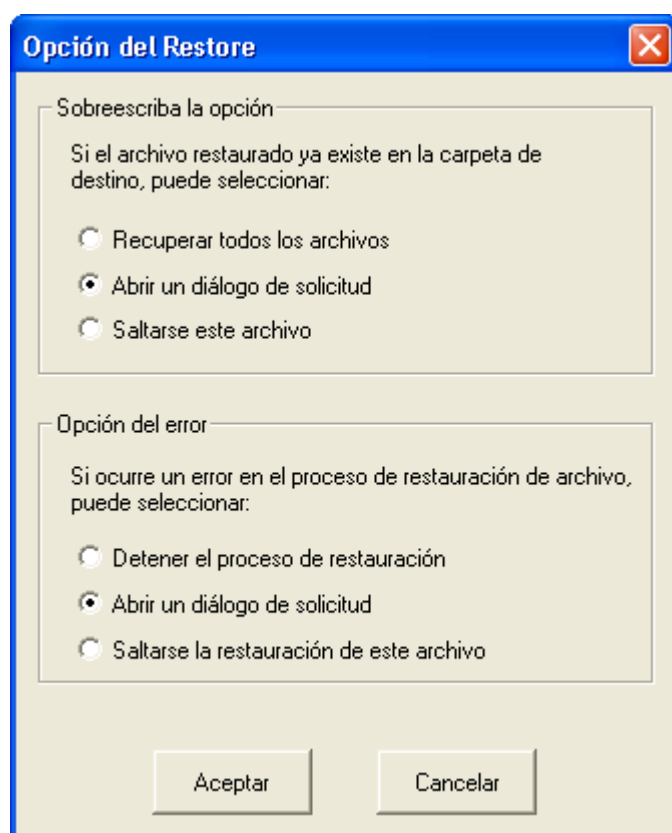 Opción del Restore
Sobreescriba la opción
Si el archivo restaurado ya existe en la carpeta de
destino, puede seleccionar:
Recuperar todos los archivos
Abrir un diálogo de solicitud
Saltarse este archivo
Opción del error
Si ocurre un error en el proceso de restauración de archivo,
puede seleccionar:
Detener el proceso de restauración
Abrir un diálogo de solicitud
Saltarse la restauración de este archivo
Aceptar
Cancelar